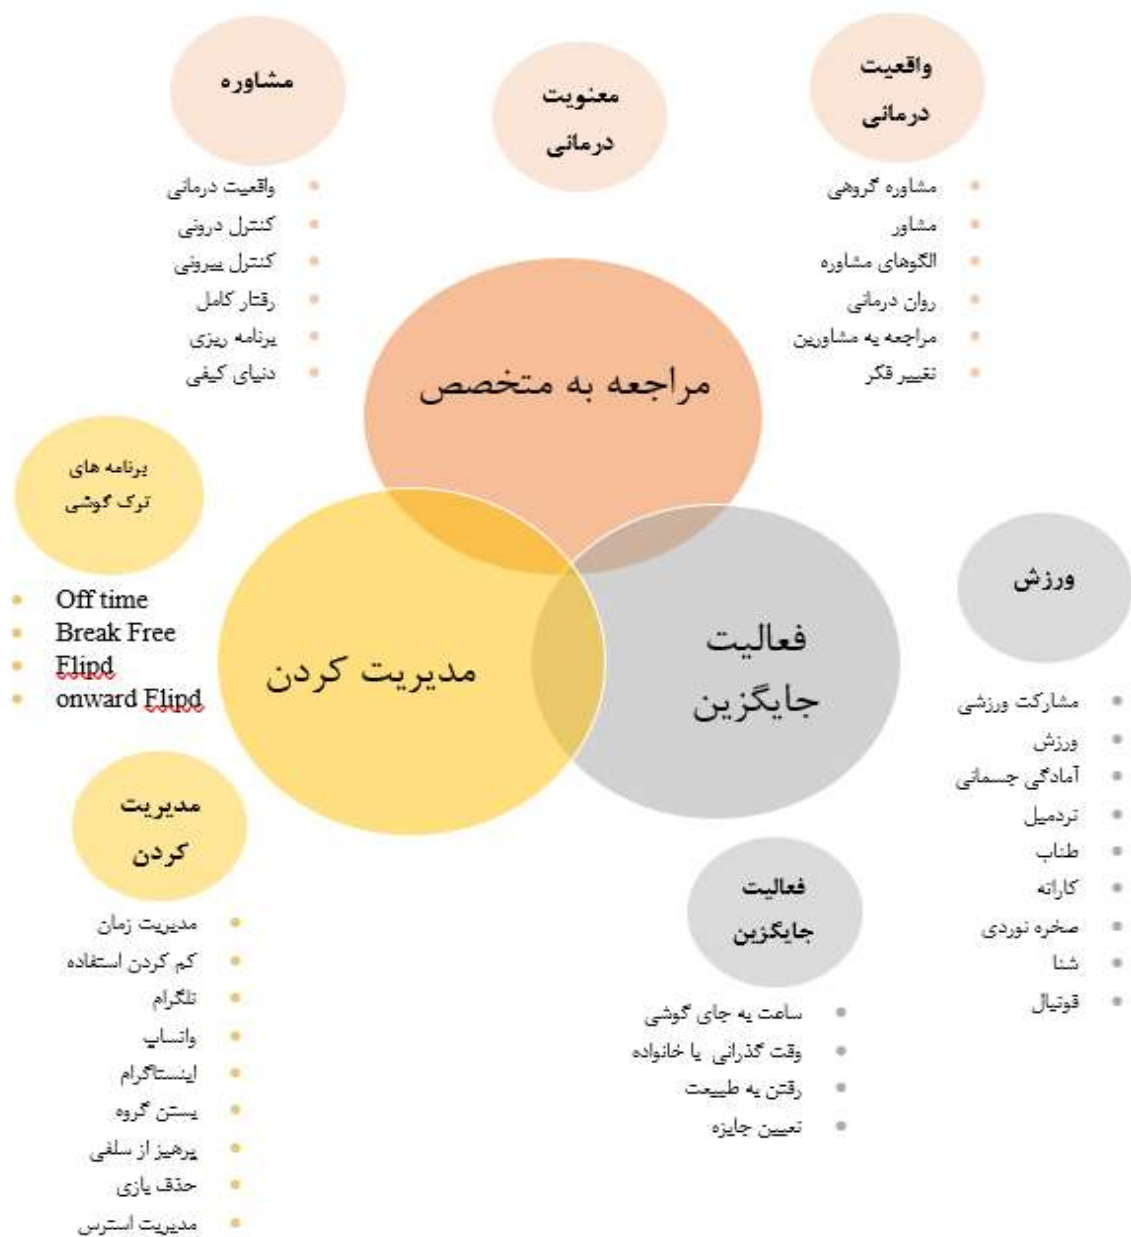 مشاوره
معنویت
درمانی
واقعیت
درمانی
واقعیت درمانی
کنترل درونی
کنترل بیرونی
رفتار کامل
برنامه ریزی
دنیای کیفی
مشاوره گروهی
مشاور
الگوهای مشاوره
روان درمانی
مراجعه به مشاورین
تغییر فکر
مراجعه به متخصص
برنامه های
ترک گوشی
Off time
Break Free
Flipd
onward Flipd
مدیریت کردن
فعالیت
جایگزین
ورزش
مشارکت ورزشی
ورزش
آمادگی جسمانی
تردمیل
طناب
کاراته
صخره نوردی
شنا
فوتبال
مدیریت
کردن
مدیریت زمان
کم کردن استفاده
تلگرام
واتساپ
اینستاگرام
بستن گروه
پرهیز از سلفی
حذف بازی
مدیریت استرس
فعالیت
جایگزین
ساعت به جای گوشی
وقت گذرانی با خانواده
رفتن به طبیعت
تعیین جایزه